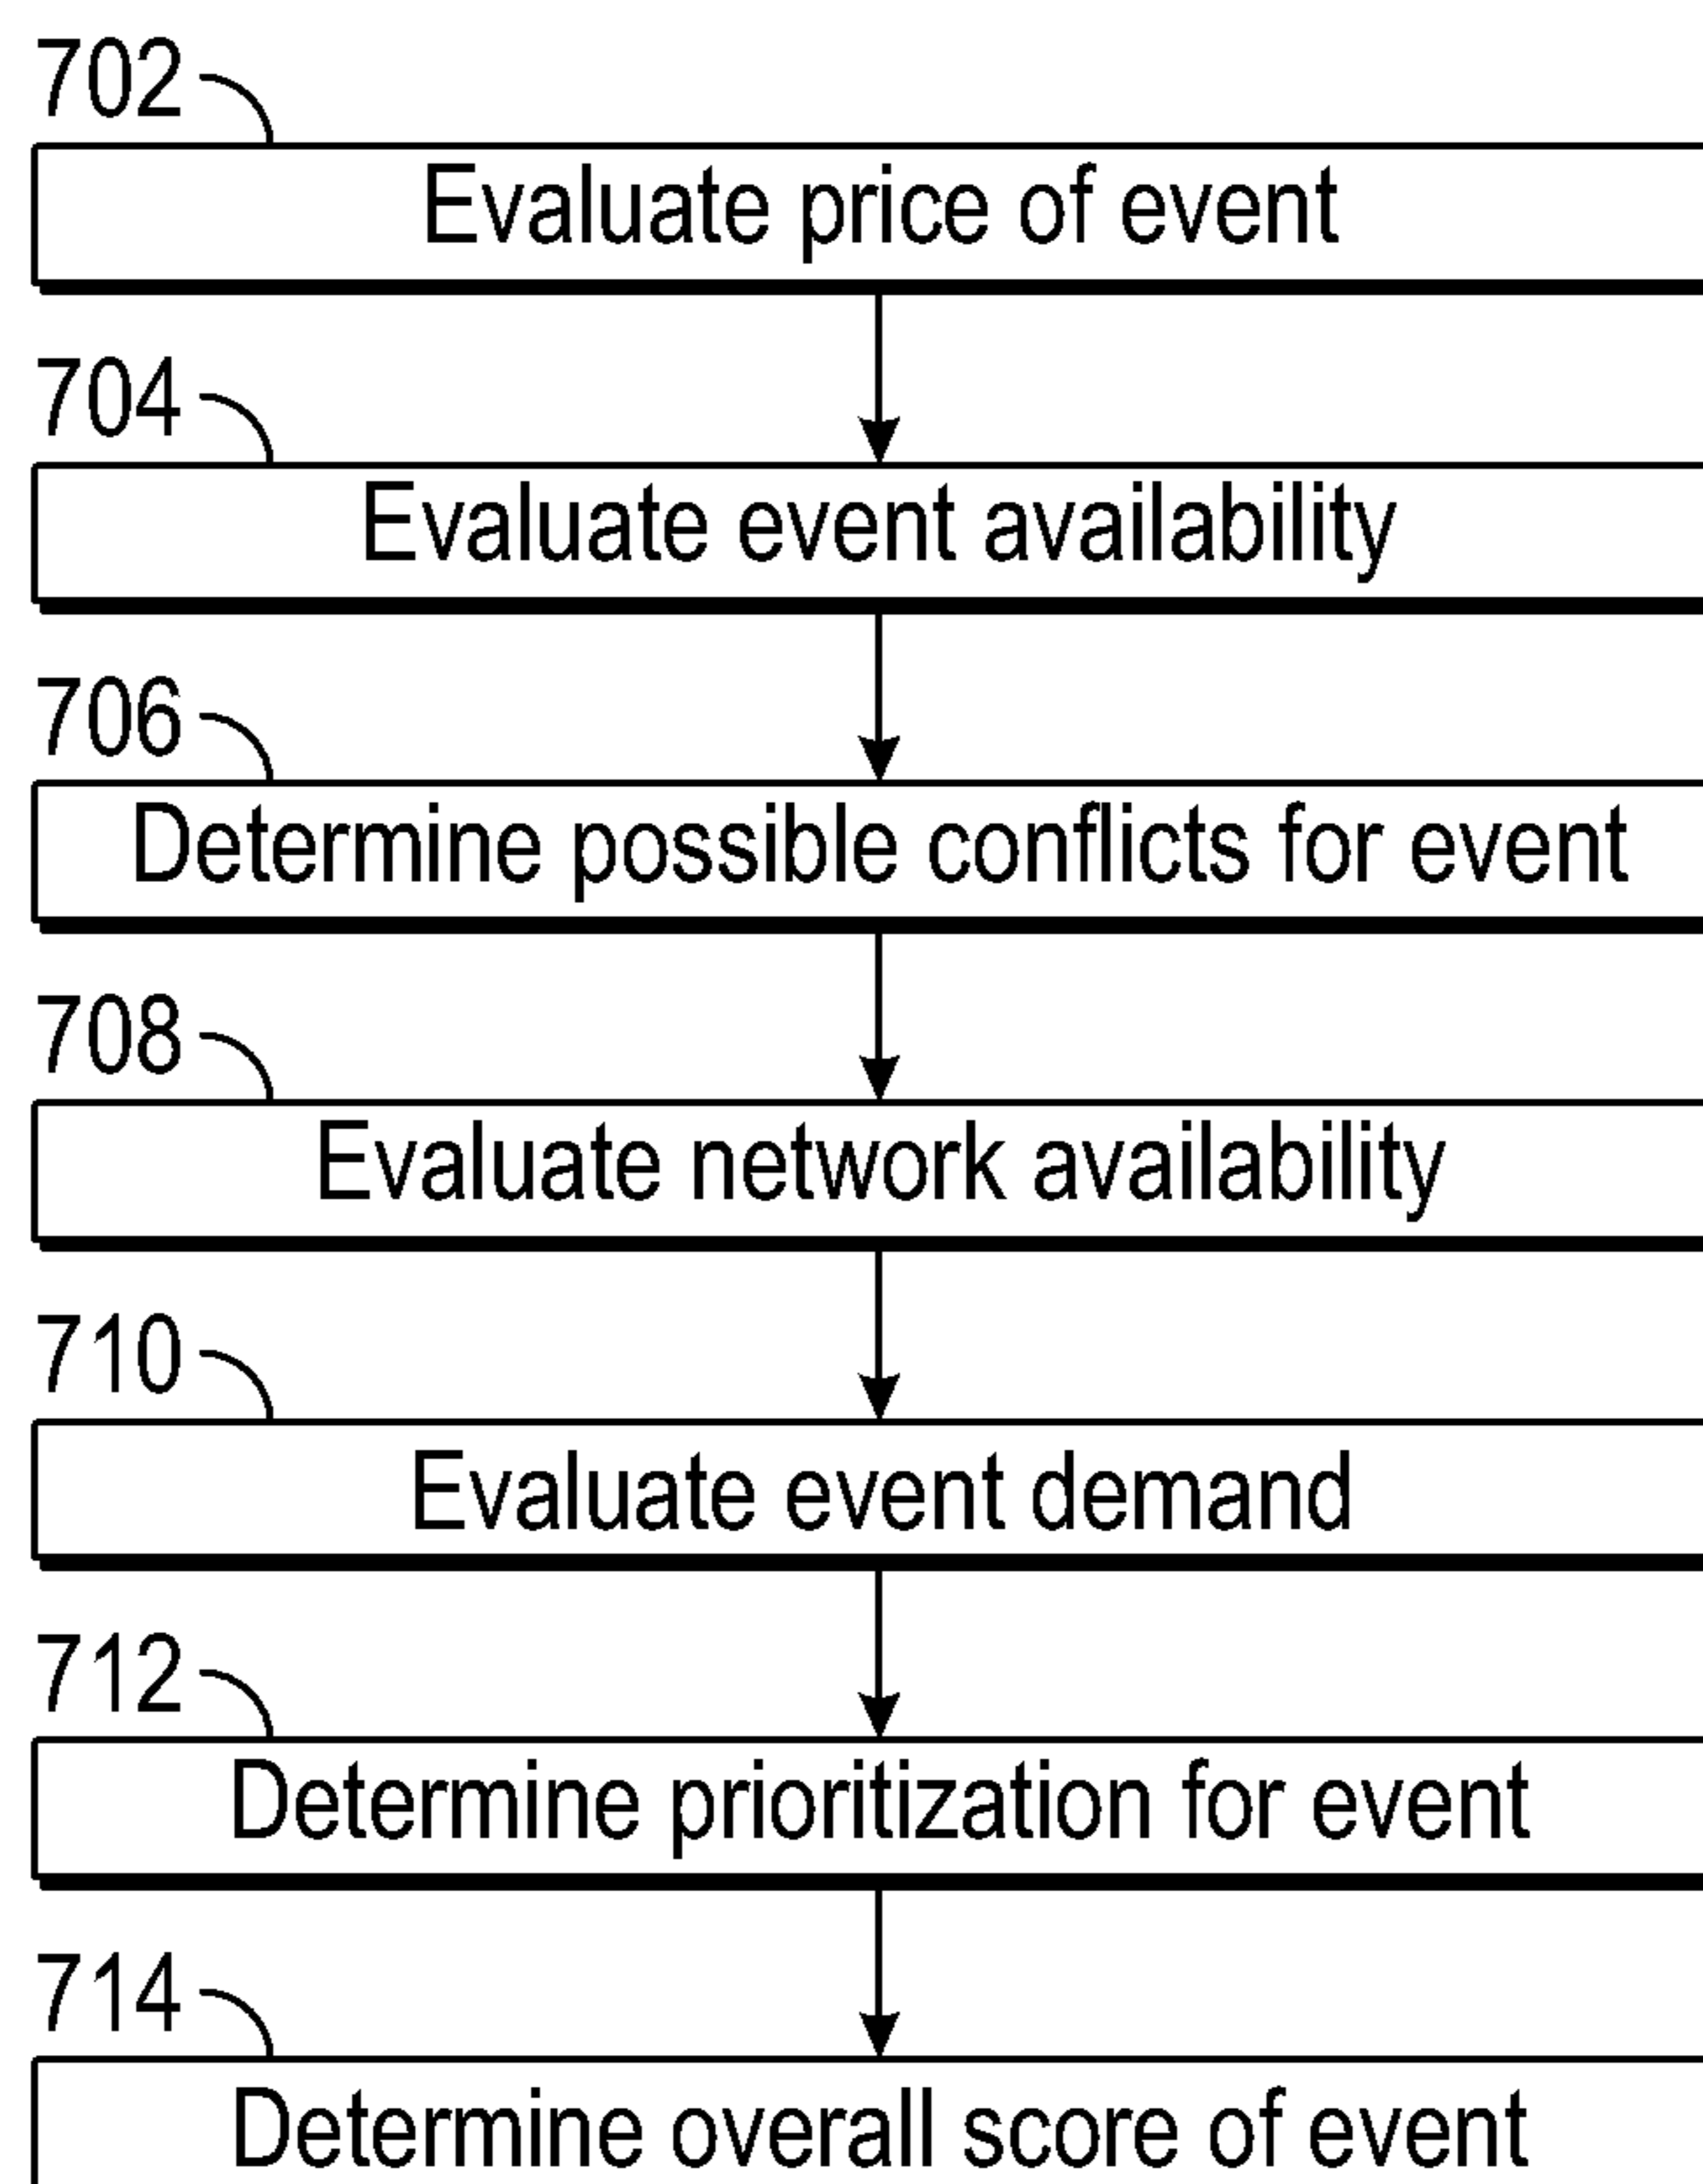 702
Evaluate price of event
704
Evaluate event availability
706
Determine possible conflicts for event
708
Evaluate network availability
710
Evaluate event demand
712
Determine prioritization for event
714
Determine overall score of event